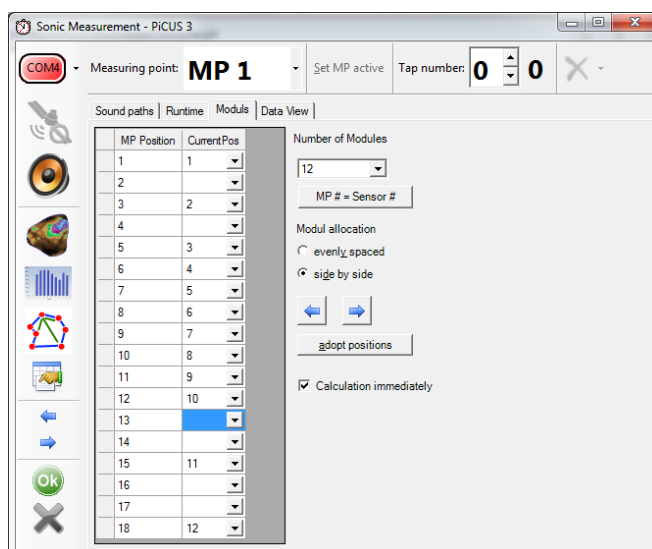 Sonic Measurement - PiCUS 3
COM4 Measuring point: MP 1 Set MP active Tap number: 0 0
Sound paths Runtime Moduls Data View
MP Position CurrentPos
1 1
2
3 2
4
5 3
6 4
7 5
8 6
9 7
10 8
11 9
12 10
13
14
15 11
16
17
18 12
Number of Modules
12
MP # = Sensor #
Modul allocation
evenly spaced
side by side
adopt positions
Calculation immediately
Ok